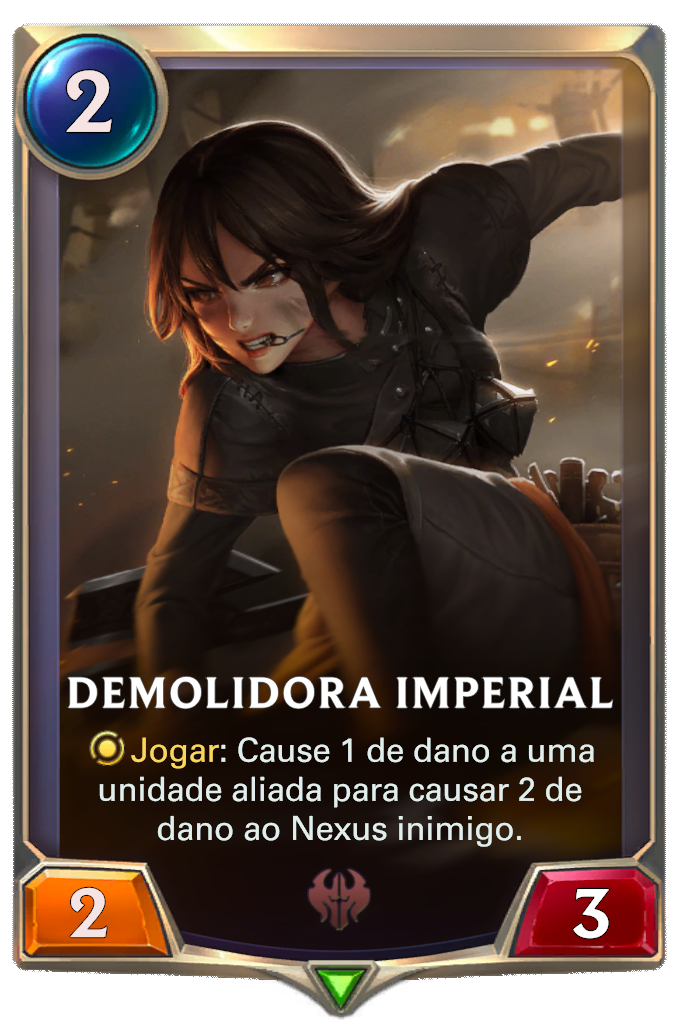 2
DEMOLIDORA IMPERIAL
Jogar: Cause 1 de dano a uma
unidade aliada para causar 2 de
dano ao Nexus inimigo.
2
3